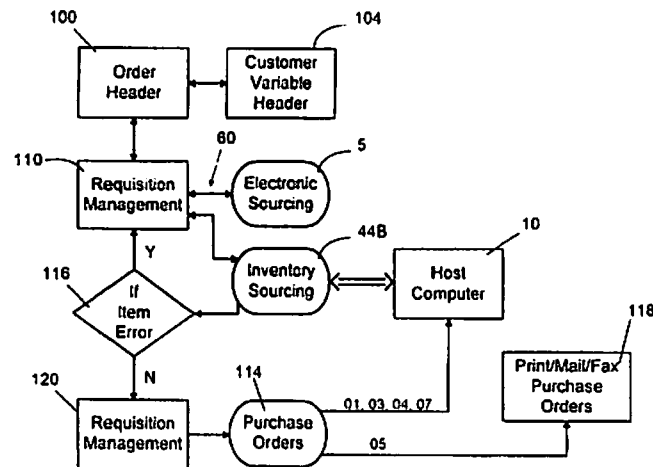 100
104
Order
Header
Customer
Variable
Header
110
60
5
Requisition
Management
Electronic
Sourcing
Y
44B
10
116
If
Item
Error
Inventory
Sourcing
Host
Computer
118
N
120
114
Print/Mail/Fax
Purchase
Orders
01, 03, 04, 07
Requisition
Management
Purchase
Orders
05